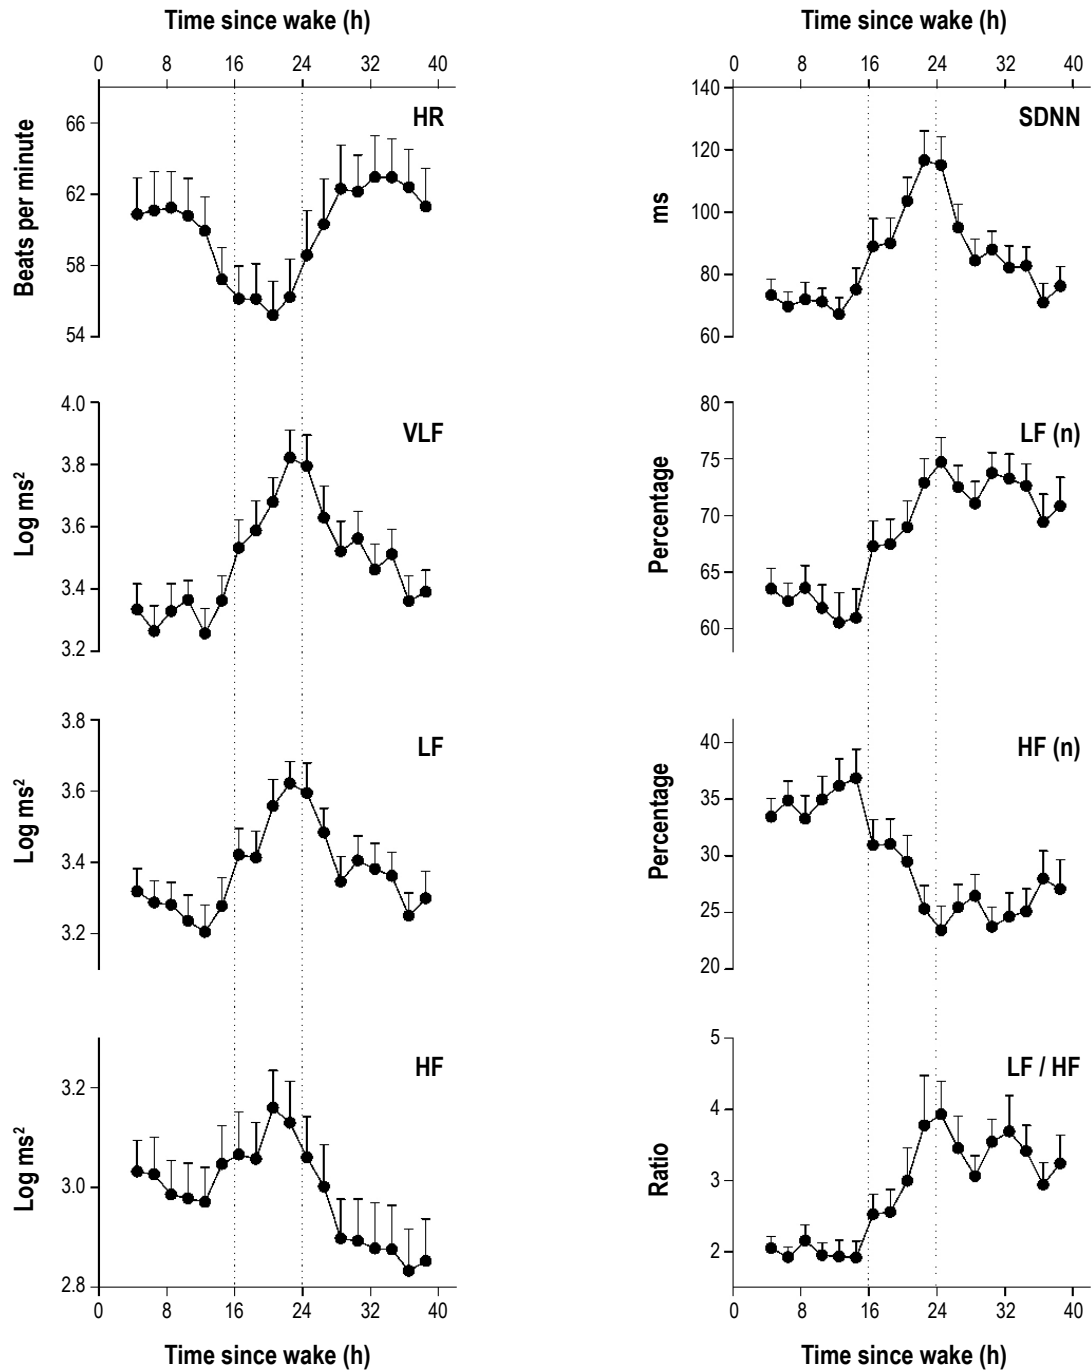 Time since wake (h)
0 8 16 24 32 40
HR
Beats per minute
66
62
58
54
VLF
Log ms²
4.0
3.8
3.6
3.4
3.2
LF
Log ms²
3.8
3.6
3.4
3.2
HF
Log ms²
3.2
3.0
2.8
0 8 16 24 32 40
Time since wake (h)
Time since wake (h)
0 8 16 24 32 40
SDNN
ms
140
120
100
80
60
LF (n)
Percentage
80
75
70
65
60
HF (n)
Percentage
40
35
30
25
20
LF / HF
Ratio
5
4
3
2
0 8 16 24 32 40
Time since wake (h)